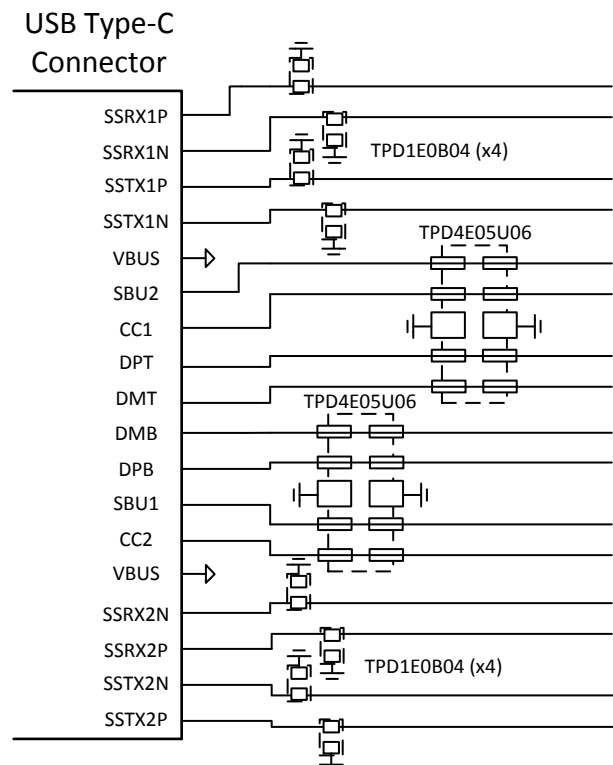 USB Type-C
Connector
SSRX1P
SSRX1N
TPD1E0B04 (x4)
SSTX1P
SSTX1N
TPD4E05U06
VBUS
SBU2
CC1
DPT
DMT
TPD4E05U06
DMB
DPB
SBU1
CC2
VBUS
SSRX2N
SSRX2P
TPD1E0B04 (x4)
SSTX2N
SSTX2P